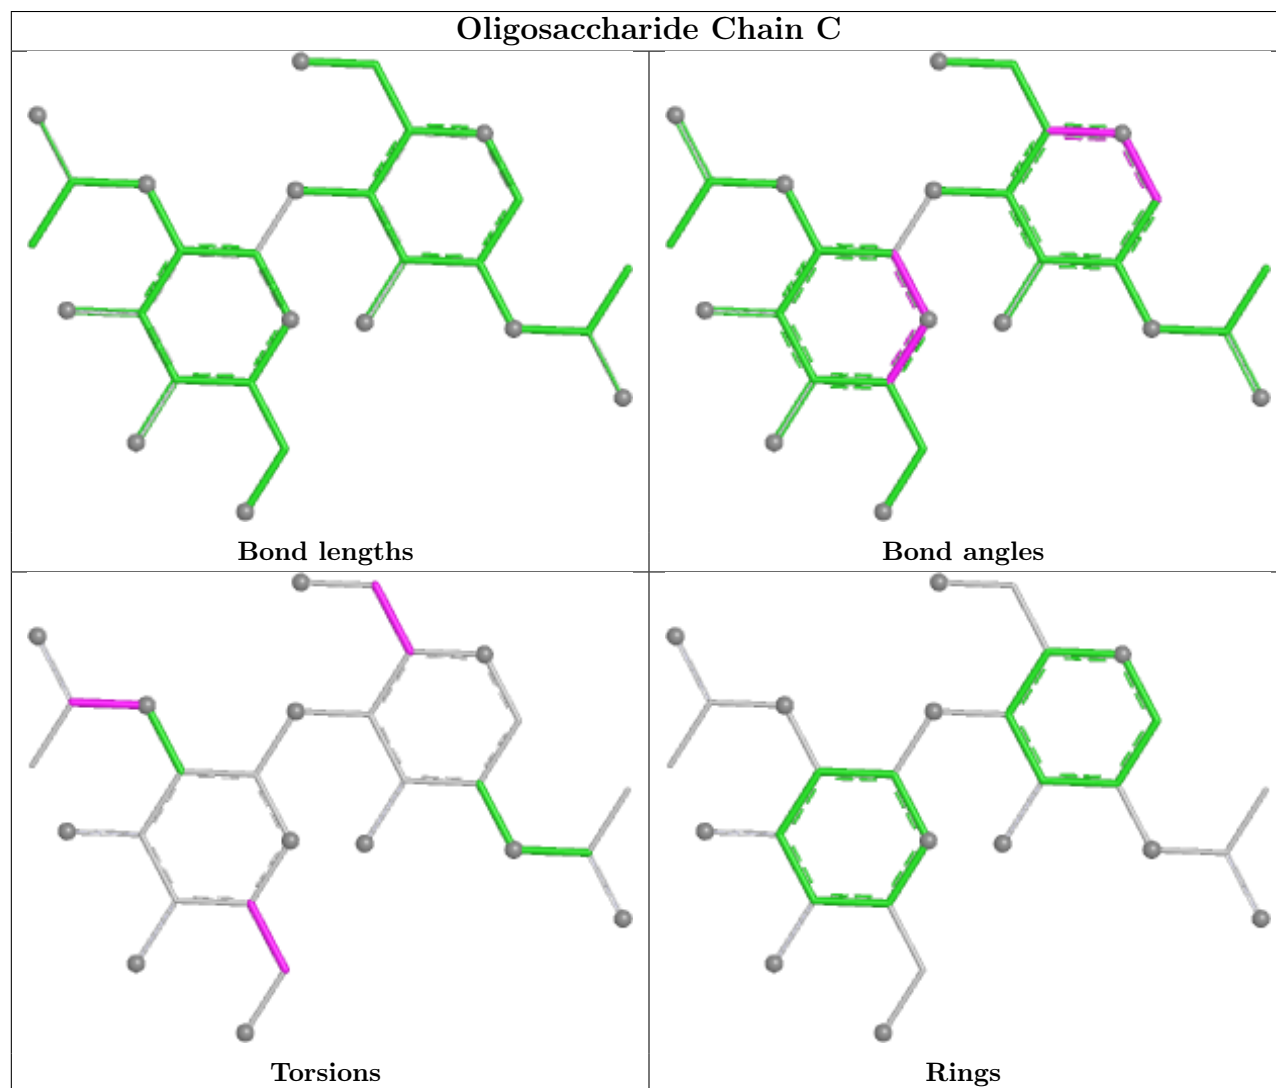 Oligosaccharide Chain C
Bond lengths
Bond angles
Torsions
Rings